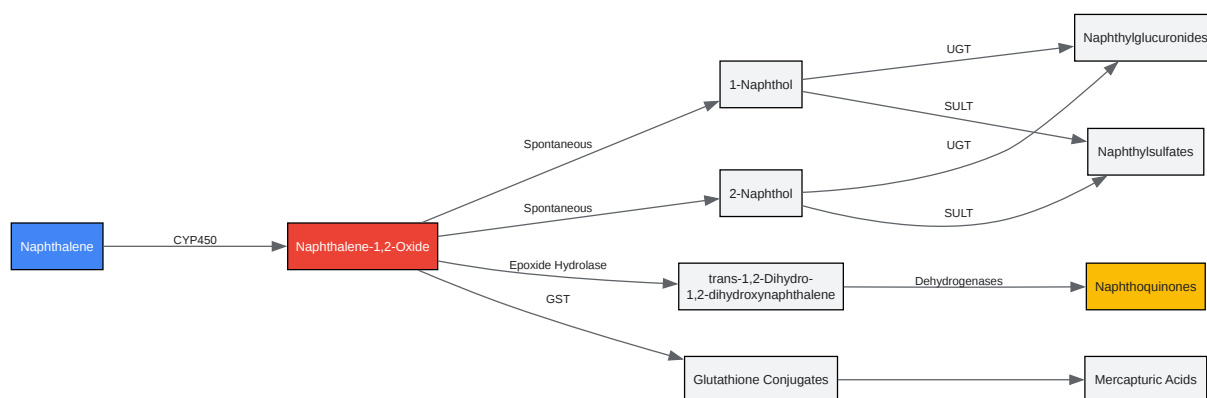 Naphthylglucuronides
UGT
1-Naphthol
SULT
Spontaneous
UGT
Naphthylsulfates
2-Naphthol
Spontaneous
SULT
Naphthalene
CYP450
Naphthalene-1,2-Oxide
Epoxide Hydrolase
trans-1,2-Dihydro-
1,2-dihydroxynaphthalene
Dehydrogenases
Naphthoquinones
GST
Glutathione Conjugates
Mercapturic Acids